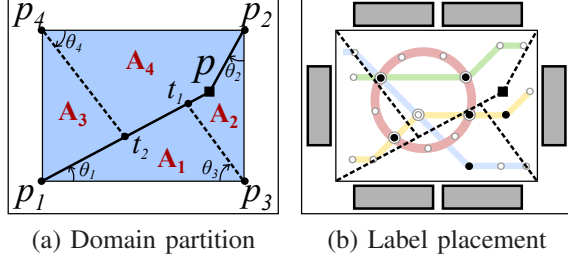 p4 p2
θ4 A4 p θ2
t1
A3 A2
t2
θ1 A1 θ3
p1 p3
(a) Domain partition (b) Label placement